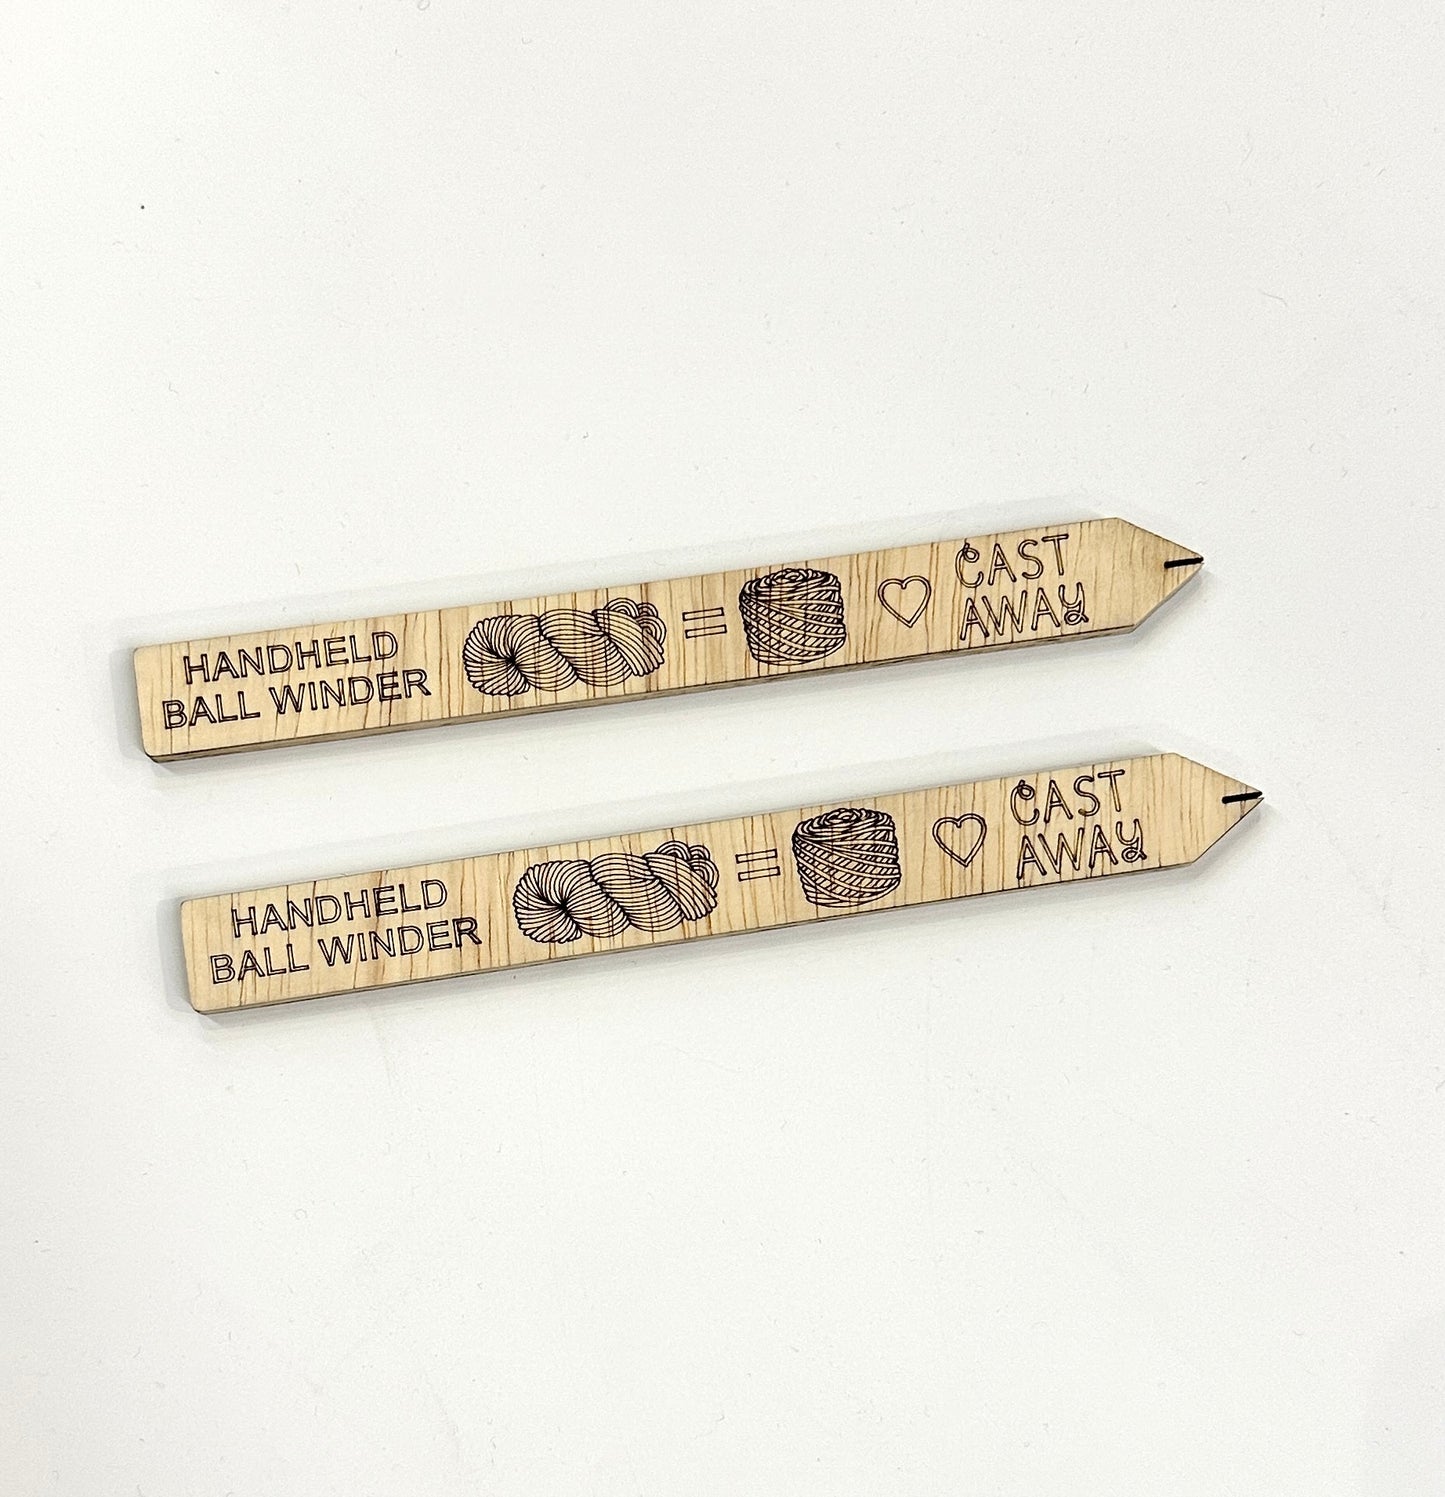 HANDHELD
BALL WINDER
=
CAST
AWAY
HANDHELD
BALL WINDER
=
CAST
AWAY